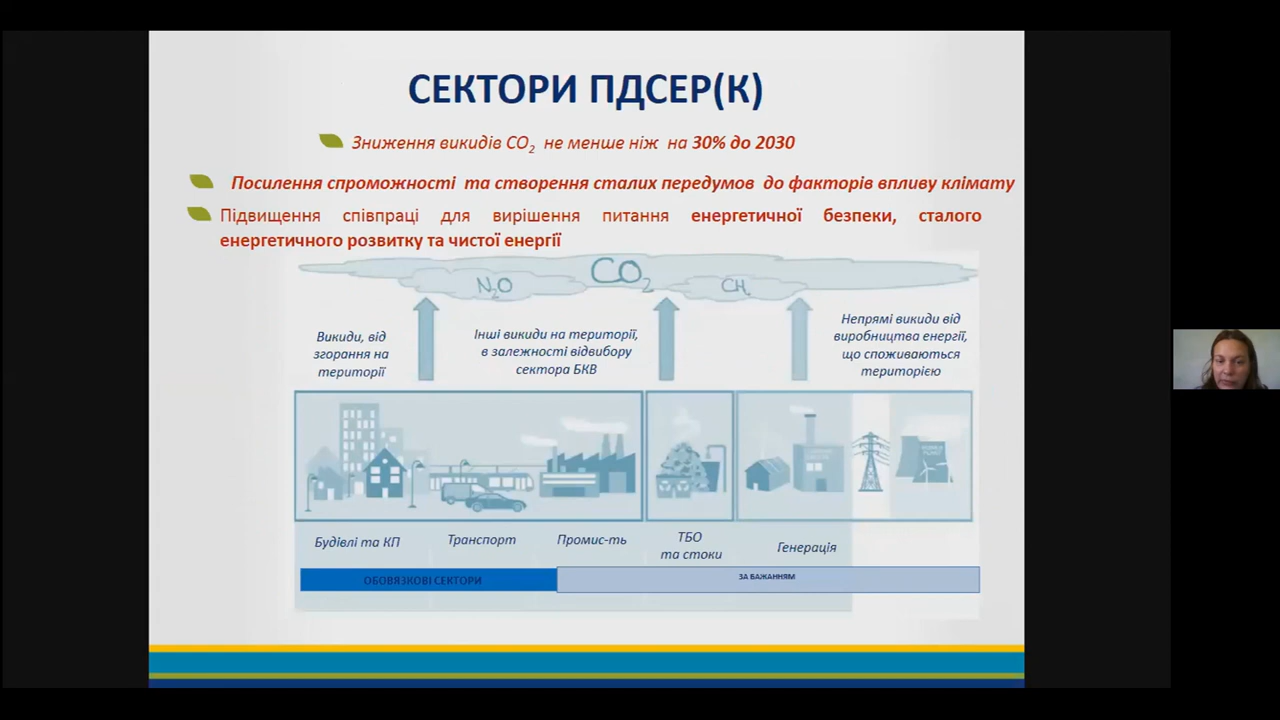 СЕКТОРИ ПДСЕР(К)
Зниження викидів CO2 не менше ніж на 30% до 2030
Посилення спроможності та створення сталих передумов до факторів впливу клімату
Підвищення співпраці для вирішення питання енергетичної безпеки, сталого
енергетичного розвитку та чистої енергії
N2O
CO2
CH4
Викиди, від
згорання на
території
Інші викиди на території,
в залежності відвибору
сектора БКВ
Непрямі викиди від
виробництва енергії,
що споживаються
територією
Будівлі та КП
Транспорт
Промис-ть
ТБО
та стоки
Генерація
ОБОВЯЗКОВІ СЕКТОРИ
ЗА БАЖАННЯМ